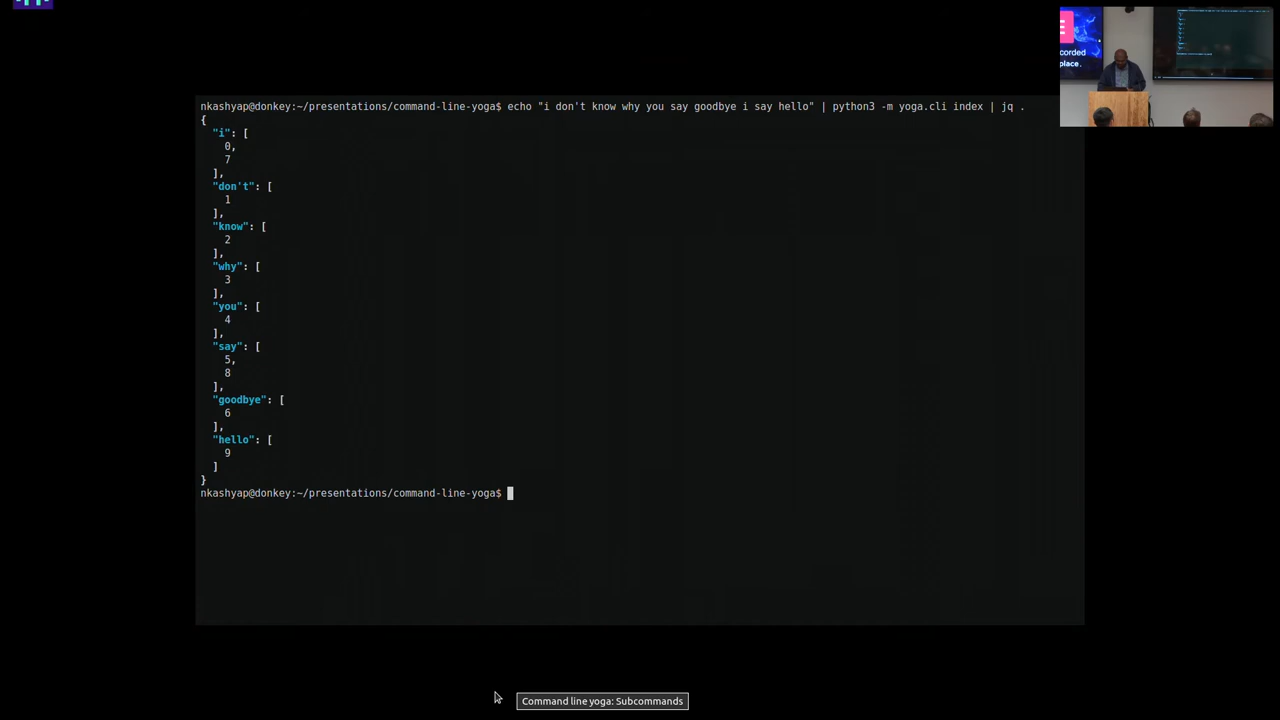 nkashyap@donkey:~/presentations/command-line-yoga$ echo "i don't know why you say goodbye i say hello" | python3 -m yoga.cli index | jq .
{
"i": [
0,
7
],
"don't": [
1
],
"know": [
2
],
"why": [
3
],
"you": [
4
],
"say": [
5,
8
],
"goodbye": [
6
],
"hello": [
9
]
}
nkashyap@donkey:~/presentations/command-line-yoga$
Command line yoga: Subcommands
E
corded
place.